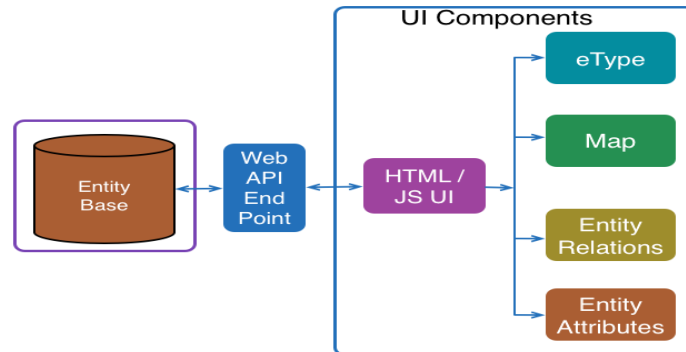 UI Components
eType
Map
Entity
Relations
Entity
Attributes
HTML /
JS UI
Web
API
End
Point
Entity
Base